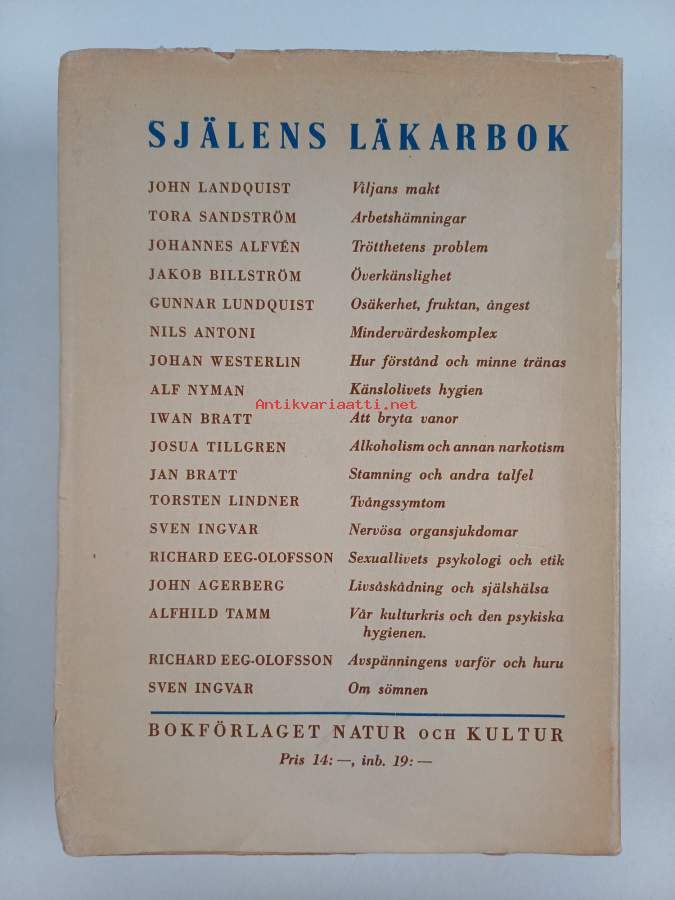 SJÄLENS LÄKARBOK
JOHN LANDQUIST Viljans makt
TORA SANDSTRÖM Arbetshämningar
JOHANNES ALFVÉN Trötthetens problem
JAKOB BILLSTRÖM Överkänslighet
GUNNAR LUNDQUIST Osäkerhet, fruktan, ångest
NILS ANTONI Mindervärdeskomplex
JOHAN WESTERLIN Hur förstånd och minne tränas
ALF NYMAN Känslolivets hygien
Antikvariaatti.net
IWAN BRATT Att bryta vanor
JOSUA TILLGREN Alkoholism och annan narkotism
JAN BRATT Stamning och andra talfel
TORSTEN LINDNER Tvångssymtom
SVEN INGVAR Nervösa organsjukdomar
RICHARD EEG-OLOFSSON Sexuallivets psykologi och etik
JOHN AGERBERG Livsåskådning och själshälsa
ALFHILD TAMM Vår kulturkris och den psykiska
hygienen.
RICHARD EEG-OLOFSSON Avspänningens varför och huru
SVEN INGVAR Om sömnen
BOKFÖRLAGET NATUR OCH KULTUR
Pris 14: —, inb. 19: —